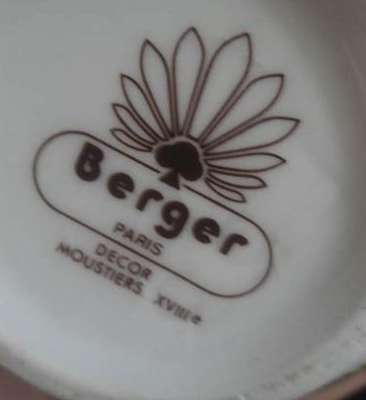 Berger
PARIS
DECOR
MOUSTIERS. XVIIIe